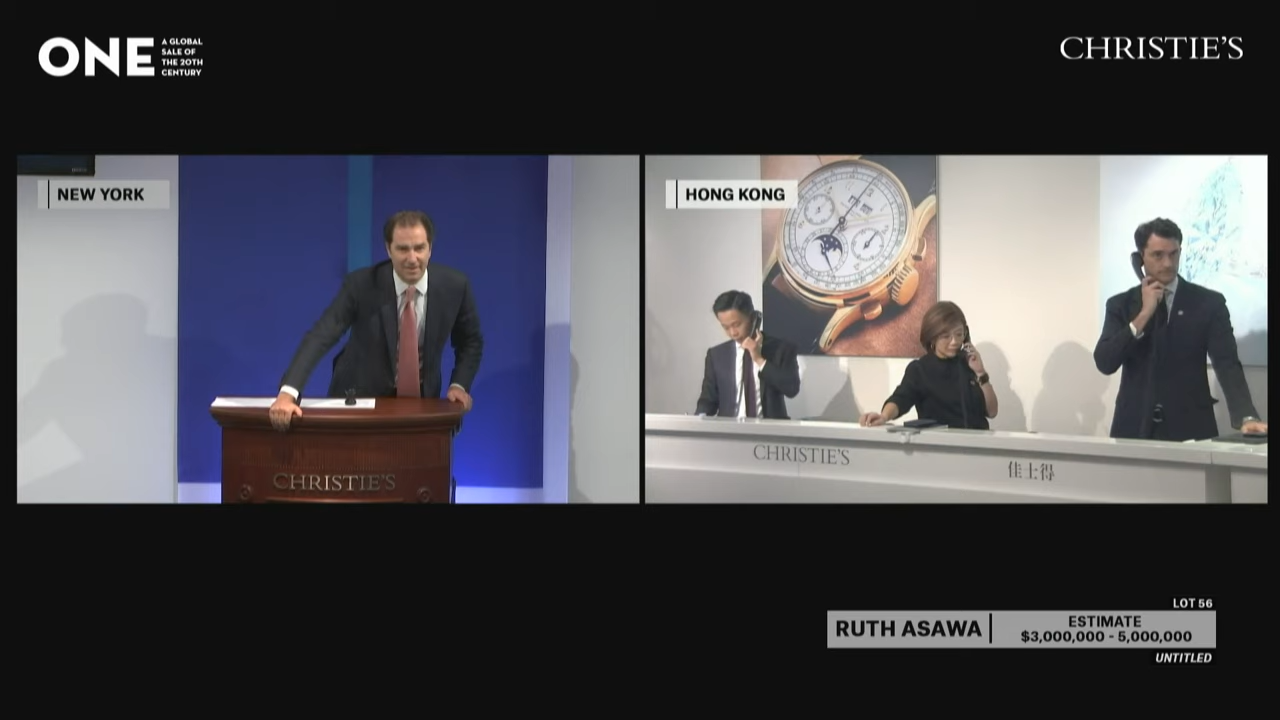 ONE
A GLOBAL
SALE OF
THE 20TH
CENTURY
CHRISTIE'S
NEW YORK
HONG KONG
CHRISTIE'S
CHRISTIE'S
佳士得
LOT 56
RUTH ASAWA
ESTIMATE
$3,000,000 - 5,000,000
UNTITLED